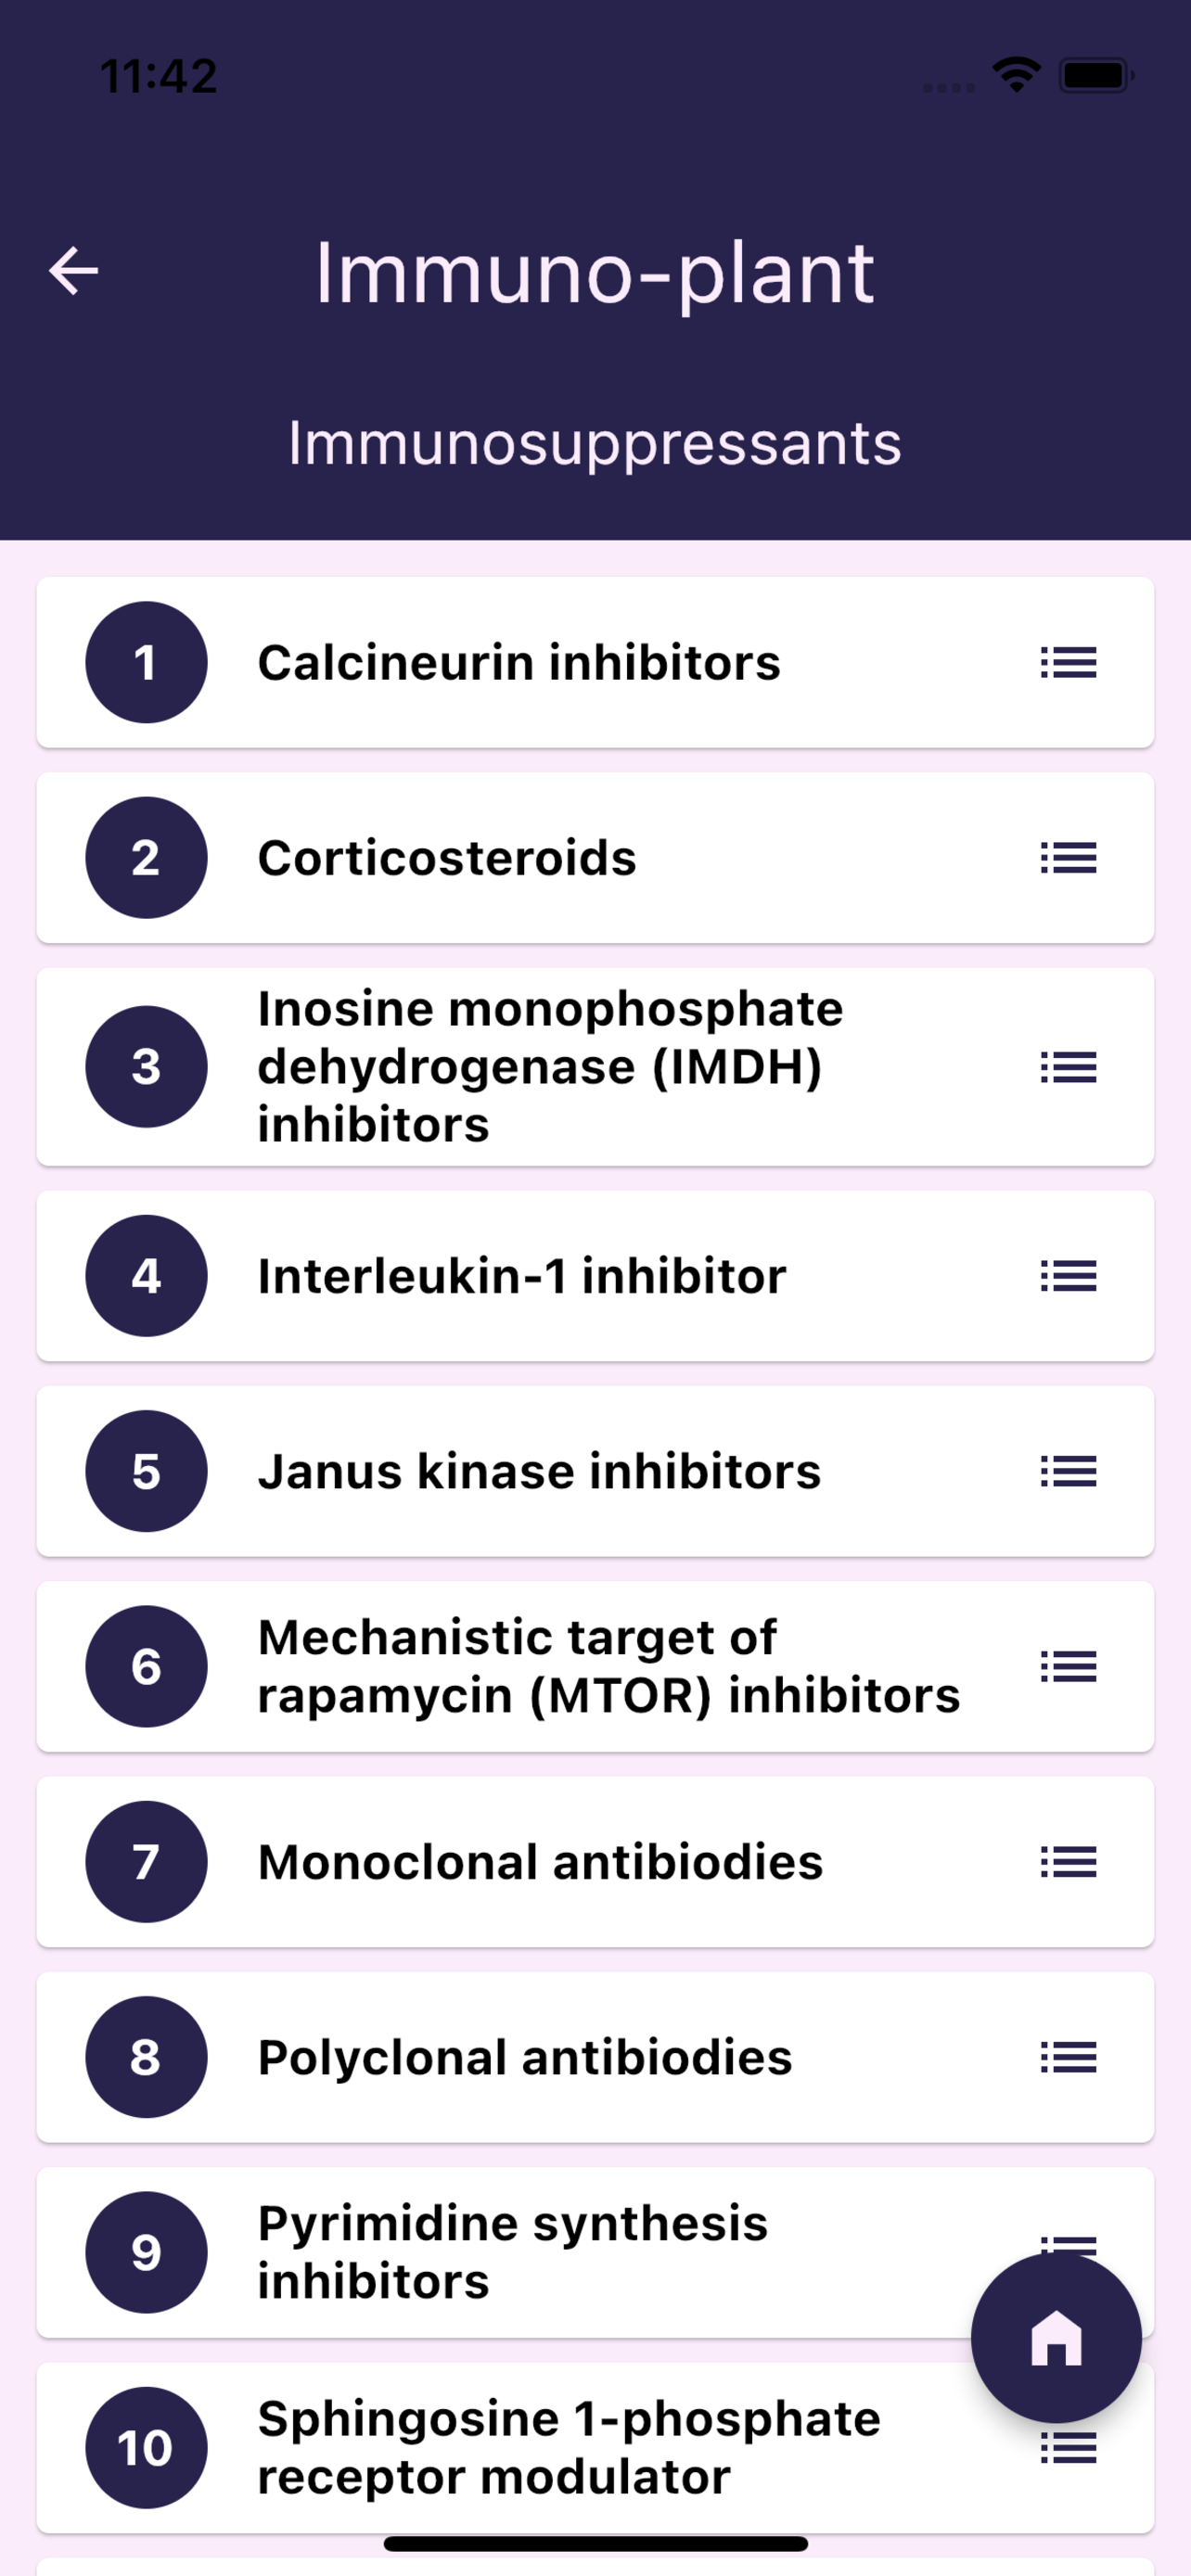 11:42
Immuno-plant
Immunosuppressants
1
Calcineurin inhibitors
2
Corticosteroids
3
Inosine monophosphate
dehydrogenase (IMDH)
inhibitors
4
Interleukin-1 inhibitor
5
Janus kinase inhibitors
6
Mechanistic target of
rapamycin (MTOR) inhibitors
7
Monoclonal antibodies
8
Polyclonal antibiodies
9
Pyrimidine synthesis
inhibitors
10
Sphingosine 1-phosphate
receptor modulator